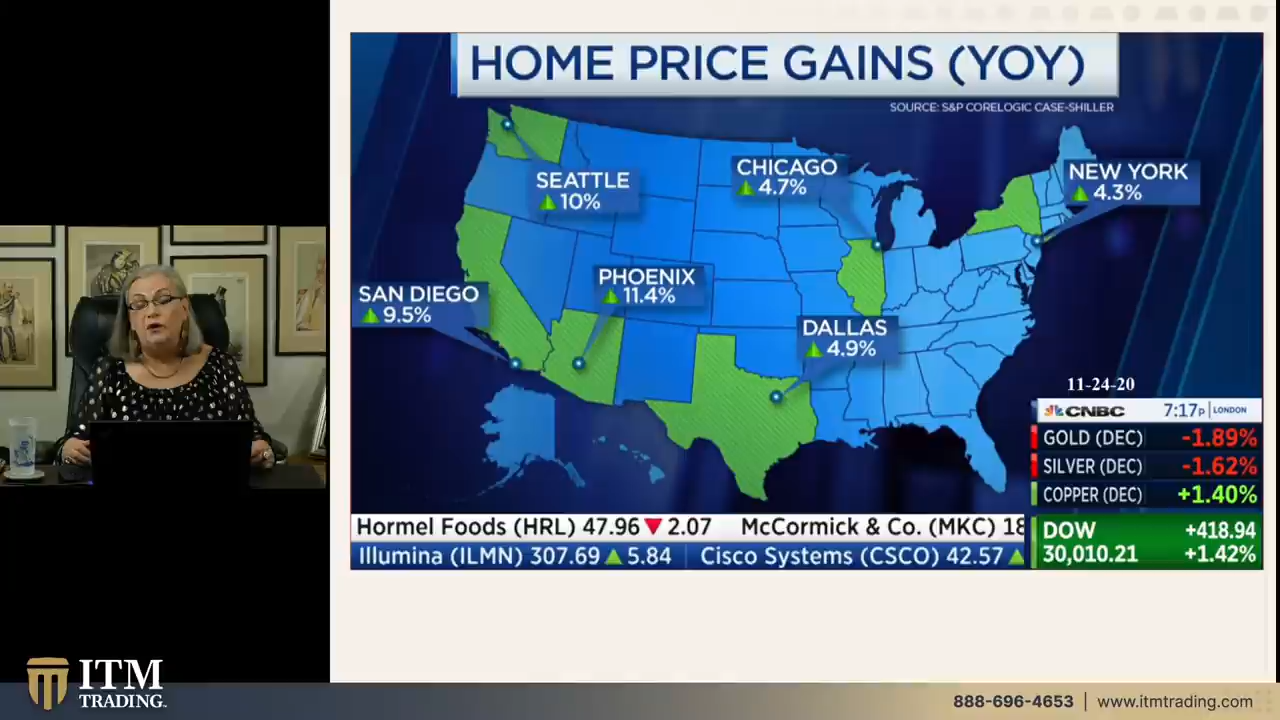 HOME PRICE GAINS (YOY)
SOURCE: S&P CORELOGIC CASE-SHILLER
SEATTLE
10%
CHICAGO
4.7%
NEW YORK
4.3%
SAN DIEGO
9.5%
PHOENIX
11.4%
DALLAS
4.9%
11-24-20
CNBC 7:17p LONDON
GOLD (DEC) -1.89%
SILVER (DEC) -1.62%
COPPER (DEC) +1.40%
DOW +418.94
30,010.21 +1.42%
Hormel Foods (HRL) 47.96 ▼ 2.07 McCormick & Co. (MKC) 18
Illumina (ILMN) 307.69 ▲ 5.84 Cisco Systems (CSCO) 42.57 ▲
ITM
TRADING
888-696-4653 | www.itmtrading.com